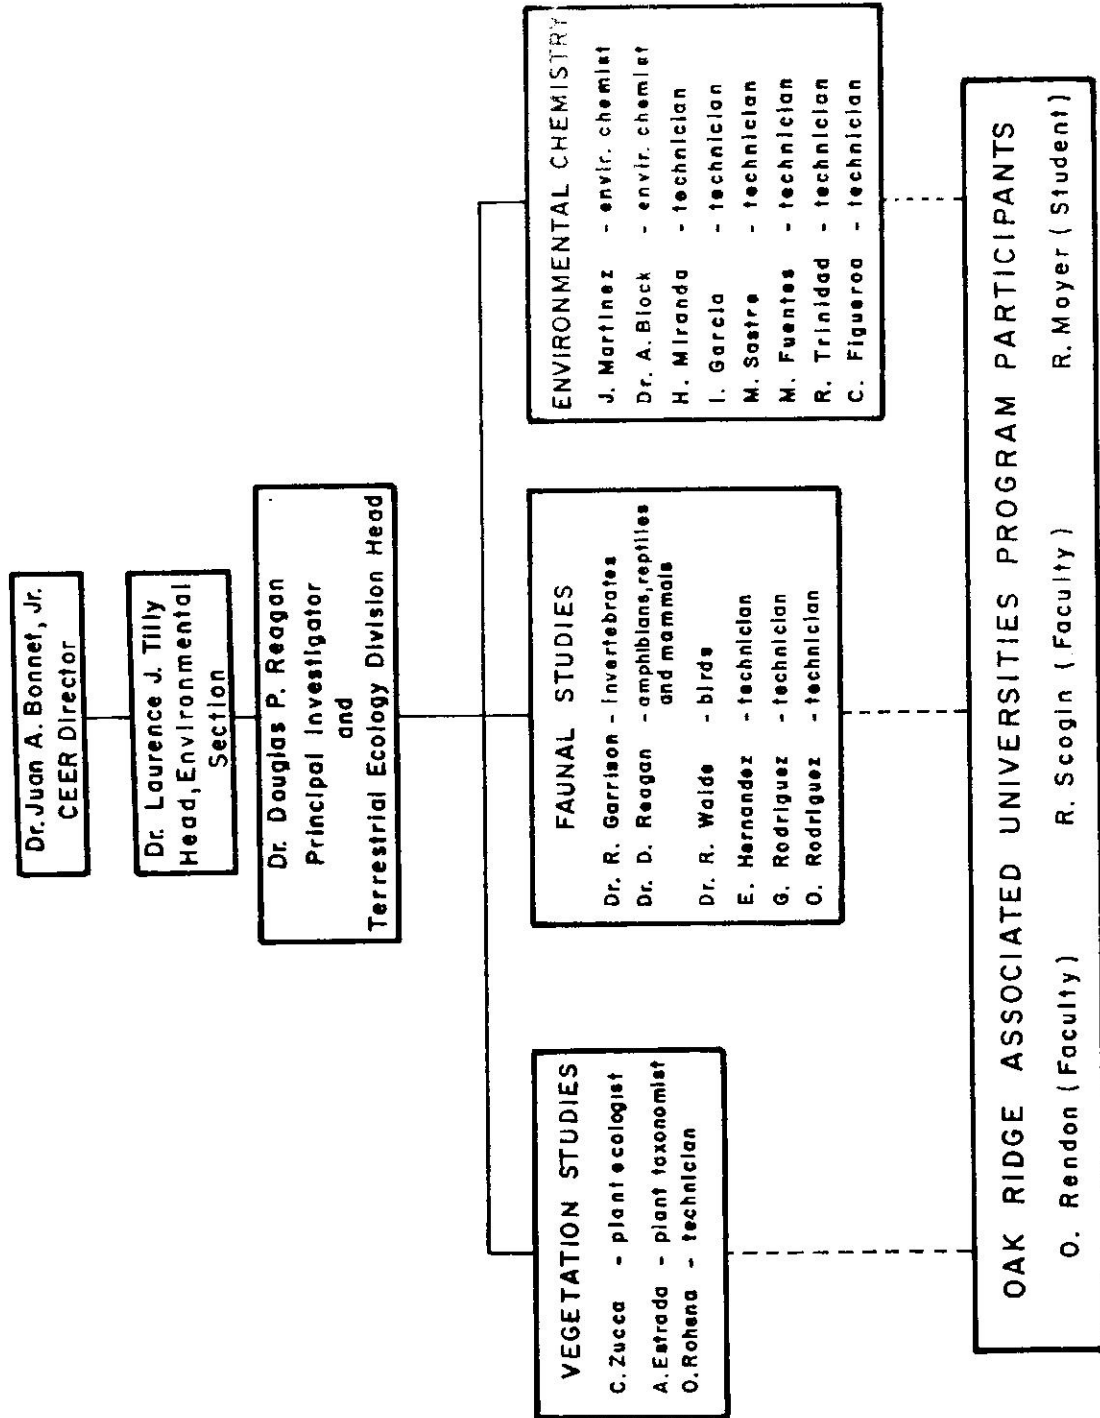 Dr. Juan A. Bonnet, Jr.
CEER Director
Dr. Laurence J. Tilly
Head, Environmental
Section
Dr. Douglas P. Reagan
Principal Investigator
and
Terrestrial Ecology Division Head
VEGETATION STUDIES
C. Zucca - plant ecologist
A. Estrada - plant taxonomist
O. Rohena - technician
FAUNAL STUDIES
Dr. R. Garrison - invertebrates
Dr. D. Reagan - amphibians, reptiles
and mammals
Dr. R. Waide - birds
E. Hernandez - technician
G. Rodriguez - technician
O. Rodriguez - technician
ENVIRONMENTAL CHEMISTRY
J. Martinez - envir. chemist
Dr. A. Block - envir. chemist
H. Miranda - technician
I. Garcia - technician
M. Sastre - technician
M. Fuentes - technician
R. Trinidad - technician
C. Figueroa - technician
OAK RIDGE ASSOCIATED UNIVERSITIES PROGRAM PARTICIPANTS
O. Rendon (Faculty) R. Scogin (Faculty) R. Moyer (Student)